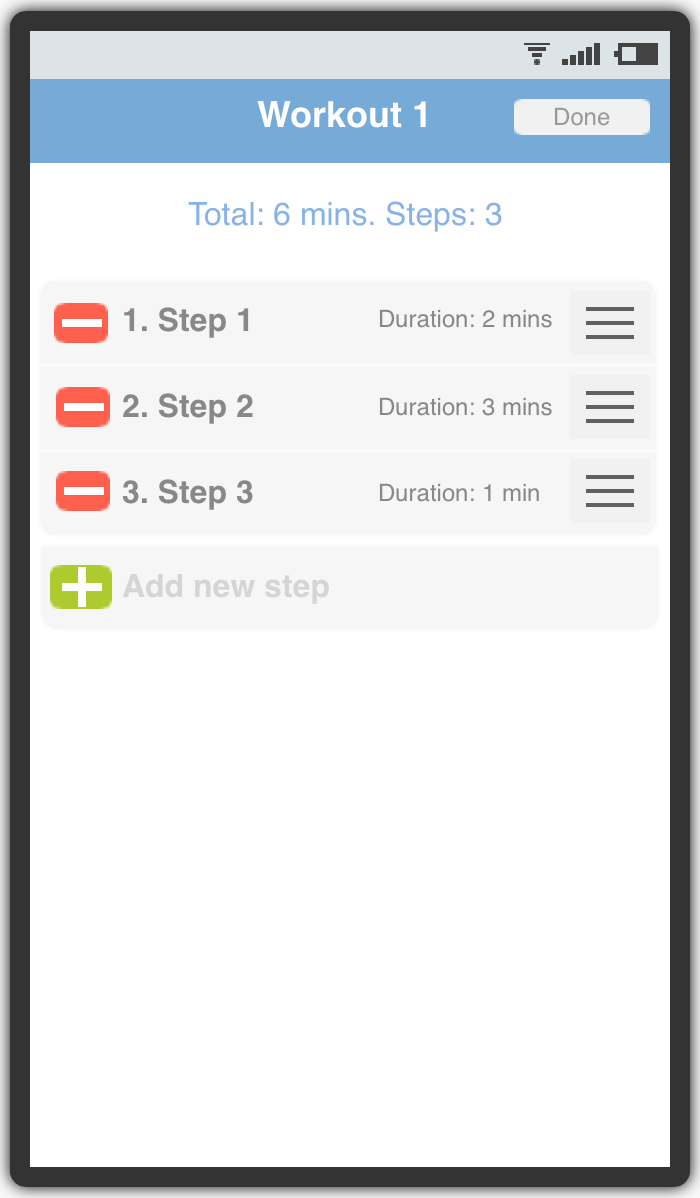 Workout 1 Done
Total: 6 mins. Steps: 3
1. Step 1 Duration: 2 mins
2. Step 2 Duration: 3 mins
3. Step 3 Duration: 1 min
Add new step